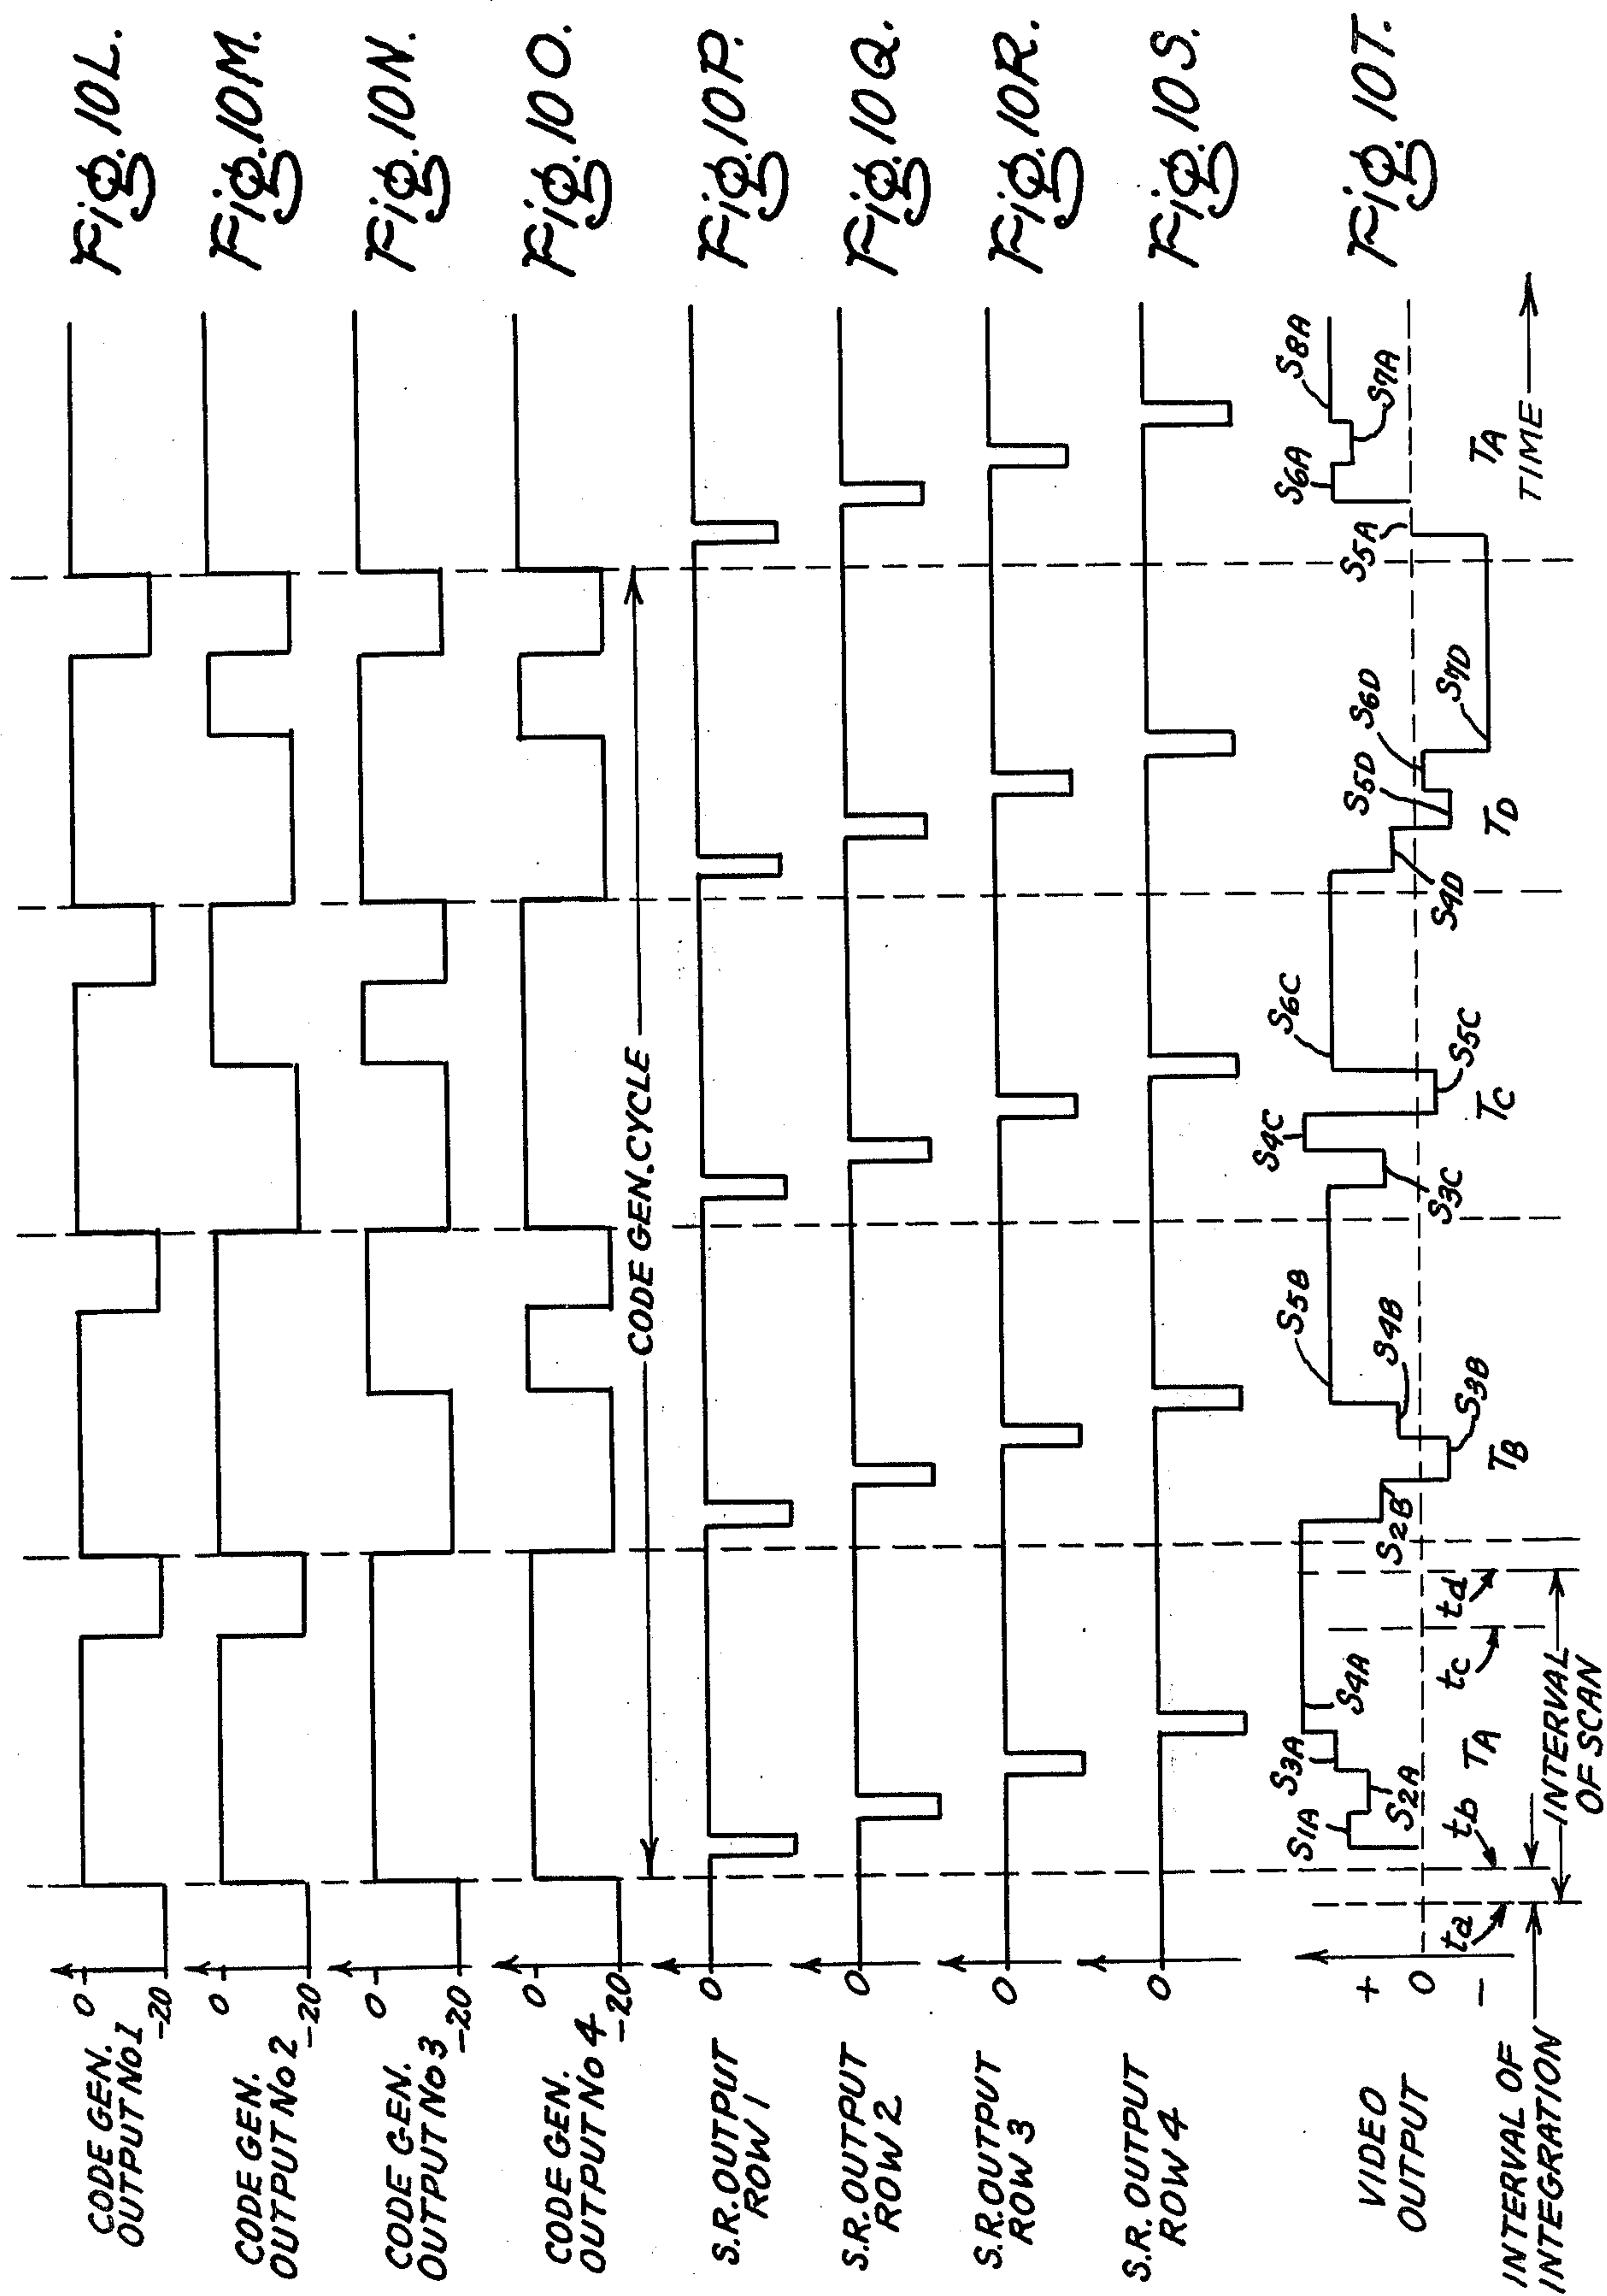 CODE GEN.
OUTPUT No 1
0
-20
Fig. 10L.
CODE GEN.
OUTPUT No 2
0
-20
Fig. 10M.
CODE GEN.
OUTPUT No 3
0
-20
Fig. 10N.
CODE GEN.
OUTPUT No 4
0
-20
Fig. 10O.
CODE GEN. CYCLE
S.R. OUTPUT
ROW 1
0
Fig. 10P.
S.R. OUTPUT
ROW 2
0
Fig. 10Q.
S.R. OUTPUT
ROW 3
0
Fig. 10R.
S.R. OUTPUT
ROW 4
0
Fig. 10S.
VIDEO
OUTPUT
+
0
-
S1A
S2A
S3A
S4A
S2B
S3B
S4B
S5B
S3C
S4C
S5C
S6C
S4D
S5D
S6D
S7D
S5A
S6A
S7A
S8A
Fig. 10T.
ta
tb
TA
tc
td
TB
TC
TD
TA
TIME
INTERVAL OF
INTEGRATION
INTERVAL
OF SCAN